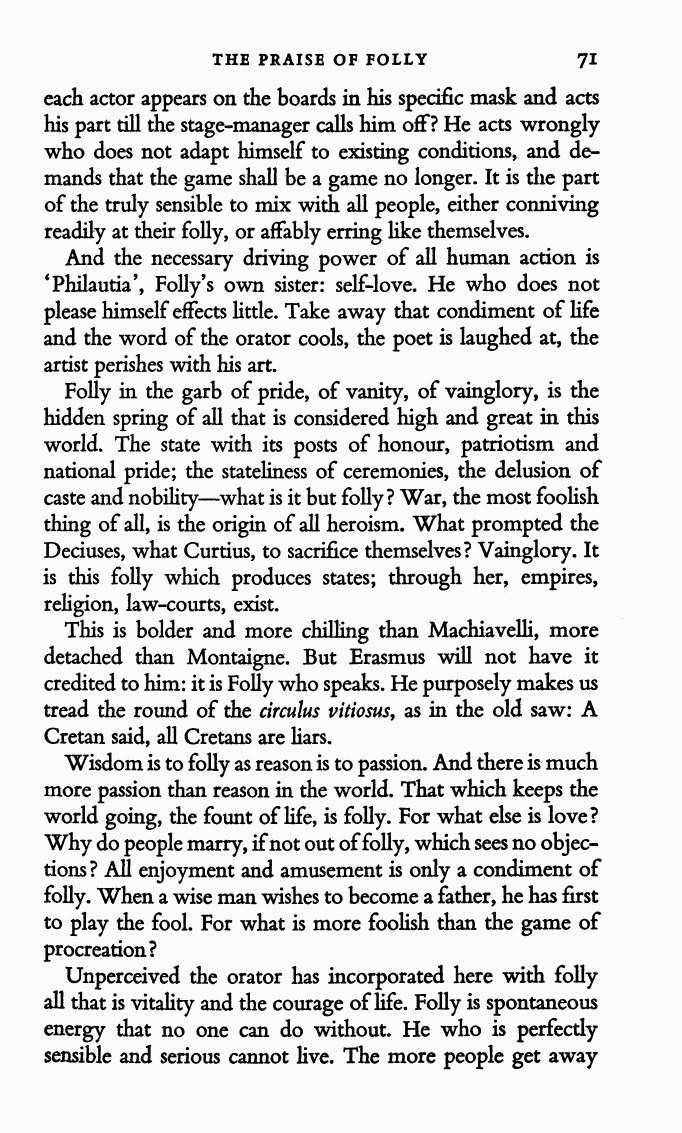 THE PRAISE OF FOLLY 71
each actor appears on the boards in his specific mask and acts
his part till the stage-manager calls him off? He acts wrongly
who does not adapt himself to existing conditions, and de-
mands that the game shall be a game no longer. It is the part
of the truly sensible to mix with all people, either conniving
readily at their folly, or affably erring like themselves.
And the necessary driving power of all human action is
‘Philautia’, Folly’s own sister: self-love. He who does not
please himself effects little. Take away that condiment of life
and the word of the orator cools, the poet is laughed at, the
artist perishes with his art.
Folly in the garb of pride, of vanity, of vainglory, is the
hidden spring of all that is considered high and great in this
world. The state with its posts of honour, patriotism and
national pride; the stateliness of ceremonies, the delusion of
caste and nobility—what is it but folly? War, the most foolish
thing of all, is the origin of all heroism. What prompted the
Deciuses, what Curtius, to sacrifice themselves? Vainglory. It
is this folly which produces states; through her, empires,
religion, law-courts, exist.
This is bolder and more chilling than Machiavelli, more
detached than Montaigne. But Erasmus will not have it
credited to him: it is Folly who speaks. He purposely makes us
tread the round of the circulus vitiosus, as in the old saw: A
Cretan said, all Cretans are liars.
Wisdom is to folly as reason is to passion. And there is much
more passion than reason in the world. That which keeps the
world going, the fount of life, is folly. For what else is love?
Why do people marry, if not out of folly, which sees no objec-
tions? All enjoyment and amusement is only a condiment of
folly. When a wise man wishes to become a father, he has first
to play the fool. For what is more foolish than the game of
procreation?
Unperceived the orator has incorporated here with folly
all that is vitality and the courage of life. Folly is spontaneous
energy that no one can do without. He who is perfectly
sensible and serious cannot live. The more people get away